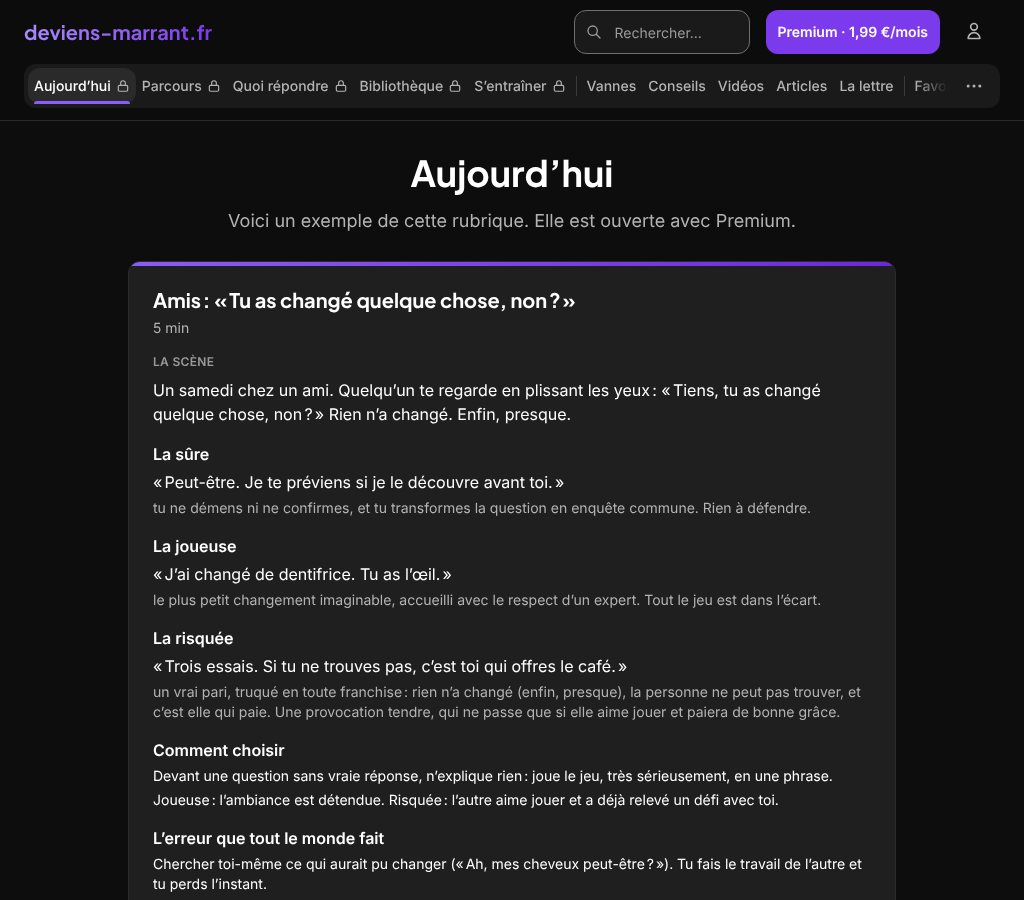 deviens-marrant.fr
Rechercher...
Premium · 1,99 €/mois
Aujourd’hui
Parcours
Quoi répondre
Bibliothèque
S’entraîner
Vannes
Conseils
Vidéos
Articles
La lettre
Aujourd’hui
Voici un exemple de cette rubrique. Elle est ouverte avec Premium.
Amis : « Tu as changé quelque chose, non ? »
5 min
LA SCÈNE
Un samedi chez un ami. Quelqu’un te regarde en plissant les yeux : « Tiens, tu as changé
quelque chose, non ? » Rien n’a changé. Enfin, presque.
La sûre
« Peut-être. Je te préviens si je le découvre avant toi. »
tu ne démens ni ne confirmes, et tu transformes la question en enquête commune. Rien à défendre.
La joueuse
« J’ai changé de dentifrice. Tu as l’œil. »
le plus petit changement imaginable, accueilli avec le respect d’un expert. Tout le jeu est dans l’écart.
La risquée
« Trois essais. Si tu ne trouves pas, c’est toi qui offres le café. »
un vrai pari, truqué en toute franchise : rien n’a changé (enfin, presque), la personne ne peut pas trouver, et
c’est elle qui paie. Une provocation tendre, qui ne passe que si elle aime jouer et paiera de bonne grâce.
Comment choisir
Devant une question sans vraie réponse, n’explique rien : joue le jeu, très sérieusement, en une phrase.
Joueuse : l’ambiance est détendue. Risquée : l’autre aime jouer et a déjà relevé un défi avec toi.
L’erreur que tout le monde fait
Chercher toi-même ce qui aurait pu changer (« Ah, mes cheveux peut-être ? »). Tu fais le travail de l’autre et
tu perds l’instant.